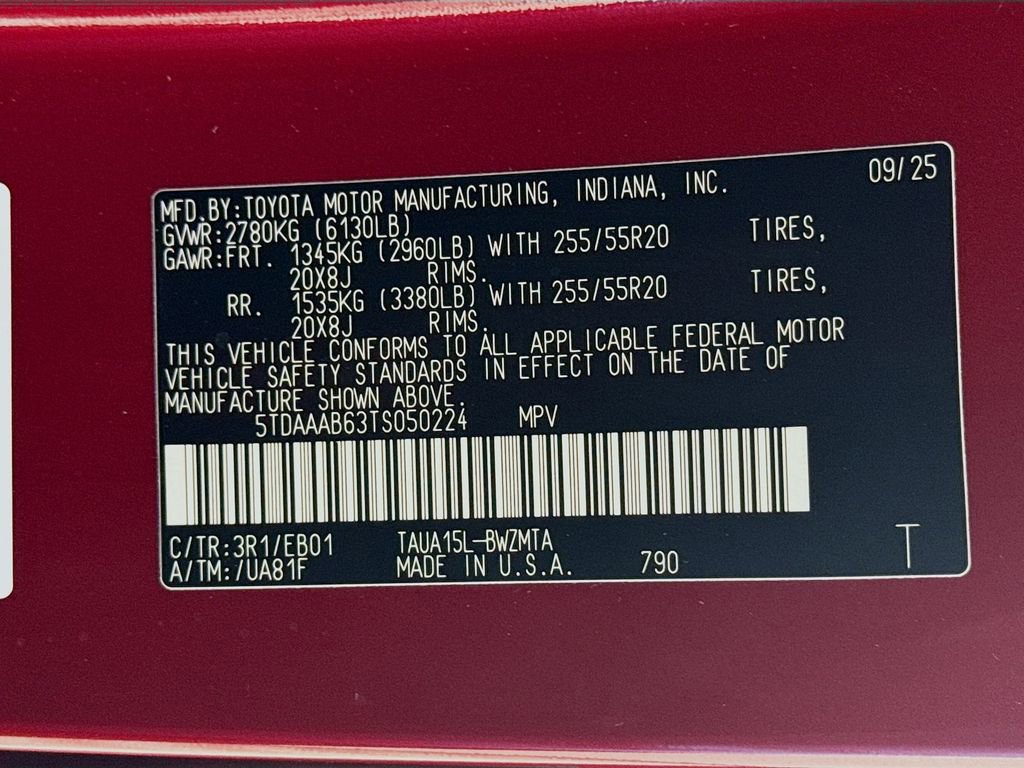 09/25
MFD.BY:TOYOTA MOTOR MANUFACTURING, INDIANA, INC.
GVWR:2780KG (6130LB)
GAWR:FRT. 1345KG (2960LB) WITH 255/55R20 TIRES,
20X8J RIMS.
RR. 1535KG (3380LB) WITH 255/55R20 TIRES,
20X8J RIMS.
THIS VEHICLE CONFORMS TO ALL APPLICABLE FEDERAL MOTOR
VEHICLE SAFETY STANDARDS IN EFFECT ON THE DATE OF
MANUFACTURE SHOWN ABOVE.
5TDAAAB63TS050224 MPV
C/TR:3R1/EB01 TAUA15L-BWZMTA
A/TM:/UA81F MADE IN U.S.A. 790
T